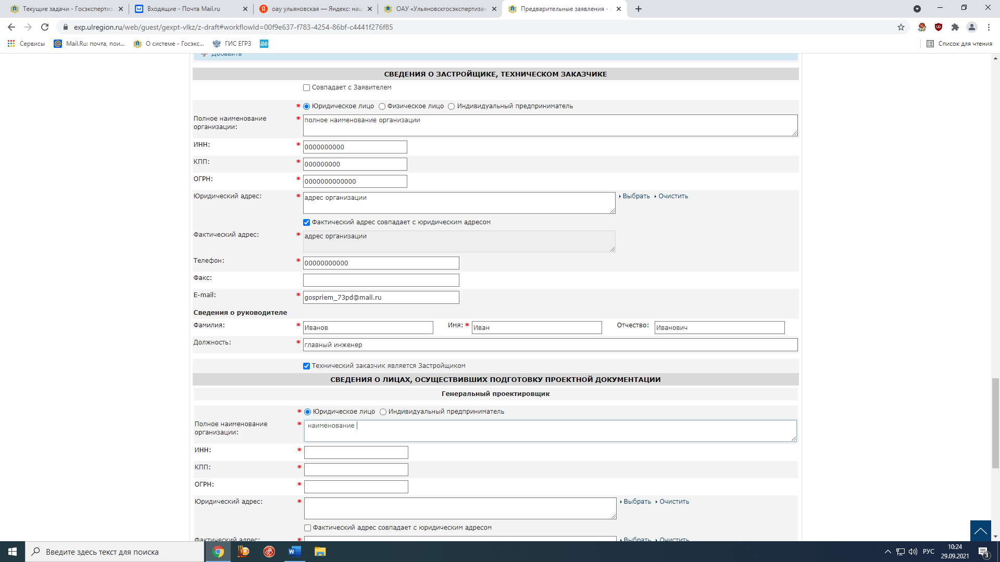 Текущие задачи - Госэкспертиз
Входящие - Почта Mail.ru
оау ульяновская — Яндекс: наш
ОАУ «Ульяновскгосэкспертиза»
Предварительные заявления -
exp.ulregion.ru/web/guest/gexpt-vlkz/z-draft#workflowId=00f9e637-f783-4254-86bf-c4441f276f85
Сервисы
Mail.Ru: почта, пои...
О системе - Госэкс...
ГИС ЕГРЗ
ibb
Список для чтения
Добавить
СВЕДЕНИЯ О ЗАСТРОЙЩИКЕ, ТЕХНИЧЕСКОМ ЗАКАЗЧИКЕ
Совпадает с Заявителем
* Юридическое лицо Физическое лицо Индивидуальный предприниматель
Полное наименование организации: * полное наименование организации
ИНН: * 0000000000
КПП: * 000000000
ОГРН: * 0000000000000
Юридический адрес: * адрес организации Выбрать Очистить
Фактический адрес совпадает с юридическим адресом
Фактический адрес: * адрес организации
Телефон: * 00000000000
Факс:
E-mail: * gospriem_73pd@mail.ru
Сведения о руководителе
Фамилия: * Иванов Имя: * Иван Отчество: Иванович
Должность: * главный инженер
Технический заказчик является Застройщиком
СВЕДЕНИЯ О ЛИЦАХ, ОСУЩЕСТВИВШИХ ПОДГОТОВКУ ПРОЕКТНОЙ ДОКУМЕНТАЦИИ
Генеральный проектировщик
* Юридическое лицо Индивидуальный предприниматель
Полное наименование организации: * наименование
ИНН: *
КПП: *
ОГРН: *
Юридический адрес: * Выбрать Очистить
Фактический адрес совпадает с юридическим адресом
Фактический адрес: * Выбрать Очистить
Введите здесь текст для поиска
РУС
10:24
29.09.2021
3